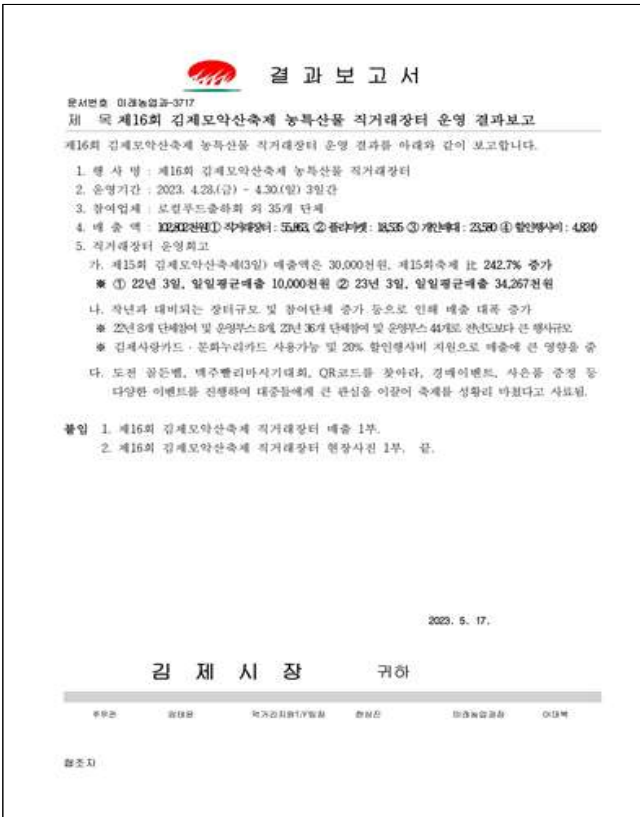 결 과 보 고 서
문서번호 미래농업과-3717
제 목 제16회 김제모악산축제 농특산물 직거래장터 운영 결과보고
제16회 김제모악산축제 농특산물 직거래장터 운영 결과를 아래와 같이 보고합니다.
1. 행 사 명 : 제16회 김제모악산축제 농특산물 직거래장터
2. 운영기간 : 2023. 4.28.(금) ~ 4.30.(일) 3일간
3. 참여업체 : 로컬푸드출하회 외 35개 단체
4. 매 출 액 : 102,802천원(① 직거래장터 : 55,863, ② 플리마켓 : 18,535 ③ 개인매대 : 23,580 ④ 할인행사비 : 4,830
5. 직거래장터 운영회고
가. 제15회 김제모악산축제(3일) 매출액은 30,000천원, 제15회축제 比 242.7% 증가
※ ① 22년 3일, 일일평균매출 10,000천원 ② 23년 3일, 일일평균매출 34,267천원
나. 작년과 대비되는 장터규모 및 참여단체 증가 등으로 인해 매출 대폭 증가
※ 22년 8개 단체참여 및 운영부스 8개, 23년 36개 단체참여 및 운영부스 44개로 전년도보다 큰 행사규모
※ 김제사랑카드 · 문화누리카드 사용가능 및 20% 할인행사비 지원으로 매출에 큰 영향을 줌
다. 도전 골든벨, 맥주빨리마시기대회, QR코드를 찾아라, 경매이벤트, 사은품 증정 등
다양한 이벤트를 진행하여 대중들에게 큰 관심을 이끌어 축제를 성황리 마쳤다고 사료됨.
붙임 1. 제16회 김제모악산축제 직거래장터 매출 1부.
2. 제16회 김제모악산축제 직거래장터 현장사진 1부. 끝.
2023. 5. 17.
김 제 시 장 귀하
주무관 미래농업과장
협조자